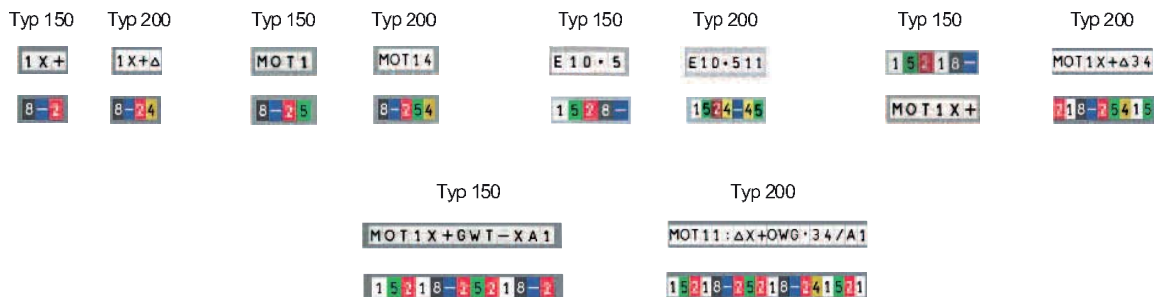 Typ 150 Typ 200 Typ 150 Typ 200 Typ 150 Typ 200 Typ 150 Typ 200
1X+ 1X+Δ MOT1 MOT14 E10·5 E10·511 15218- MOT1X+Δ34
8-2 8-24 8-25 8-254 1528- 1524-45 MOT1X+ 218-25415
Typ 150 Typ 200
MOT1X+GWT-XA1 MOT11:ΔX+OWG·34/A1
15218-25218-2 15218-25218-241521